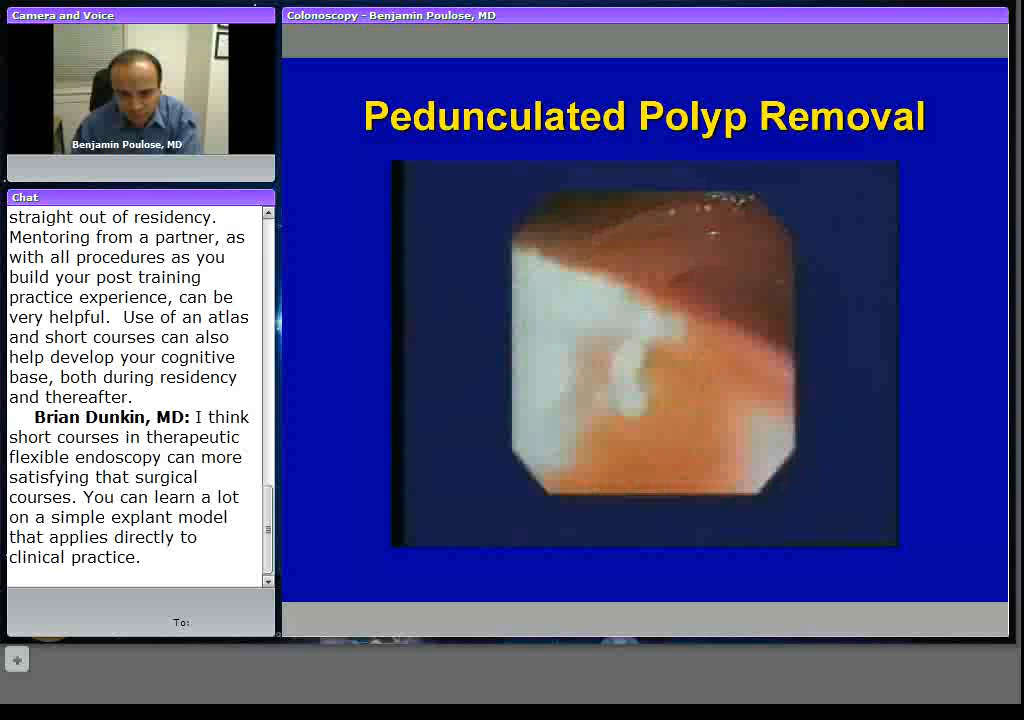 Camera and Voice
Benjamin Poulose, MD
Chat
straight out of residency.
Mentoring from a partner, as
with all procedures as you
build your post training
practice experience, can be
very helpful.  Use of an atlas
and short courses can also
help develop your cognitive
base, both during residency
and thereafter.
Brian Dunkin, MD: I think
short courses in therapeutic
flexible endoscopy can more
satisfying that surgical
courses. You can learn a lot
on a simple explant model
that applies directly to
clinical practice.
To:
Colonoscopy - Benjamin Poulose, MD
Pedunculated Polyp Removal